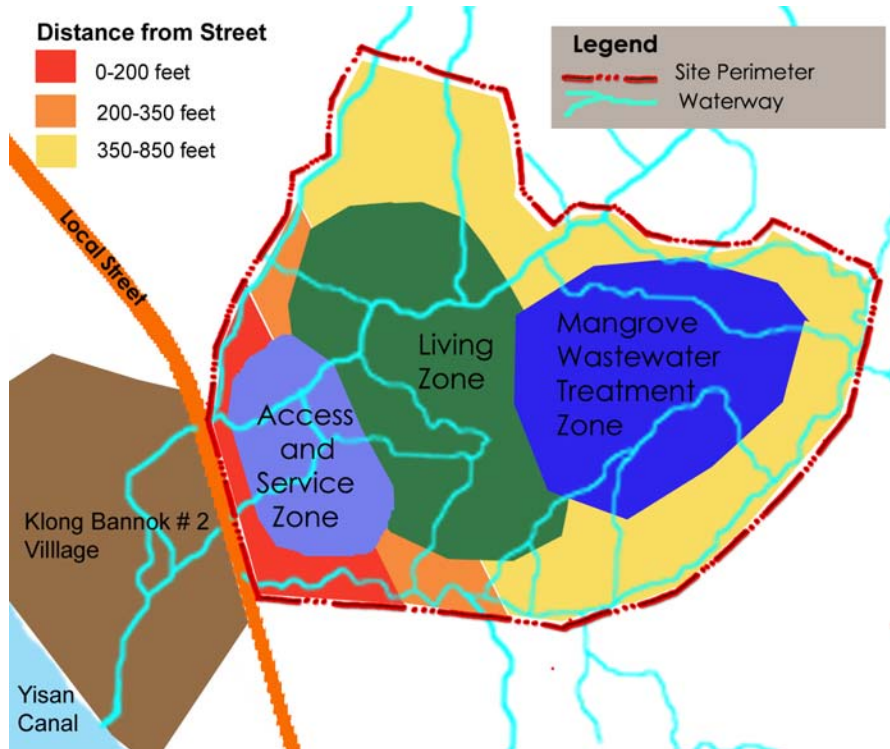 Distance from Street
0-200 feet
200-350 feet
350-850 feet
Legend
Site Perimeter
Waterway
Local Street
Living
Zone
Mangrove
Wastewater
Treatment
Zone
Access
and
Service
Zone
Klong Bannok # 2
Villlage
Yisan
Canal